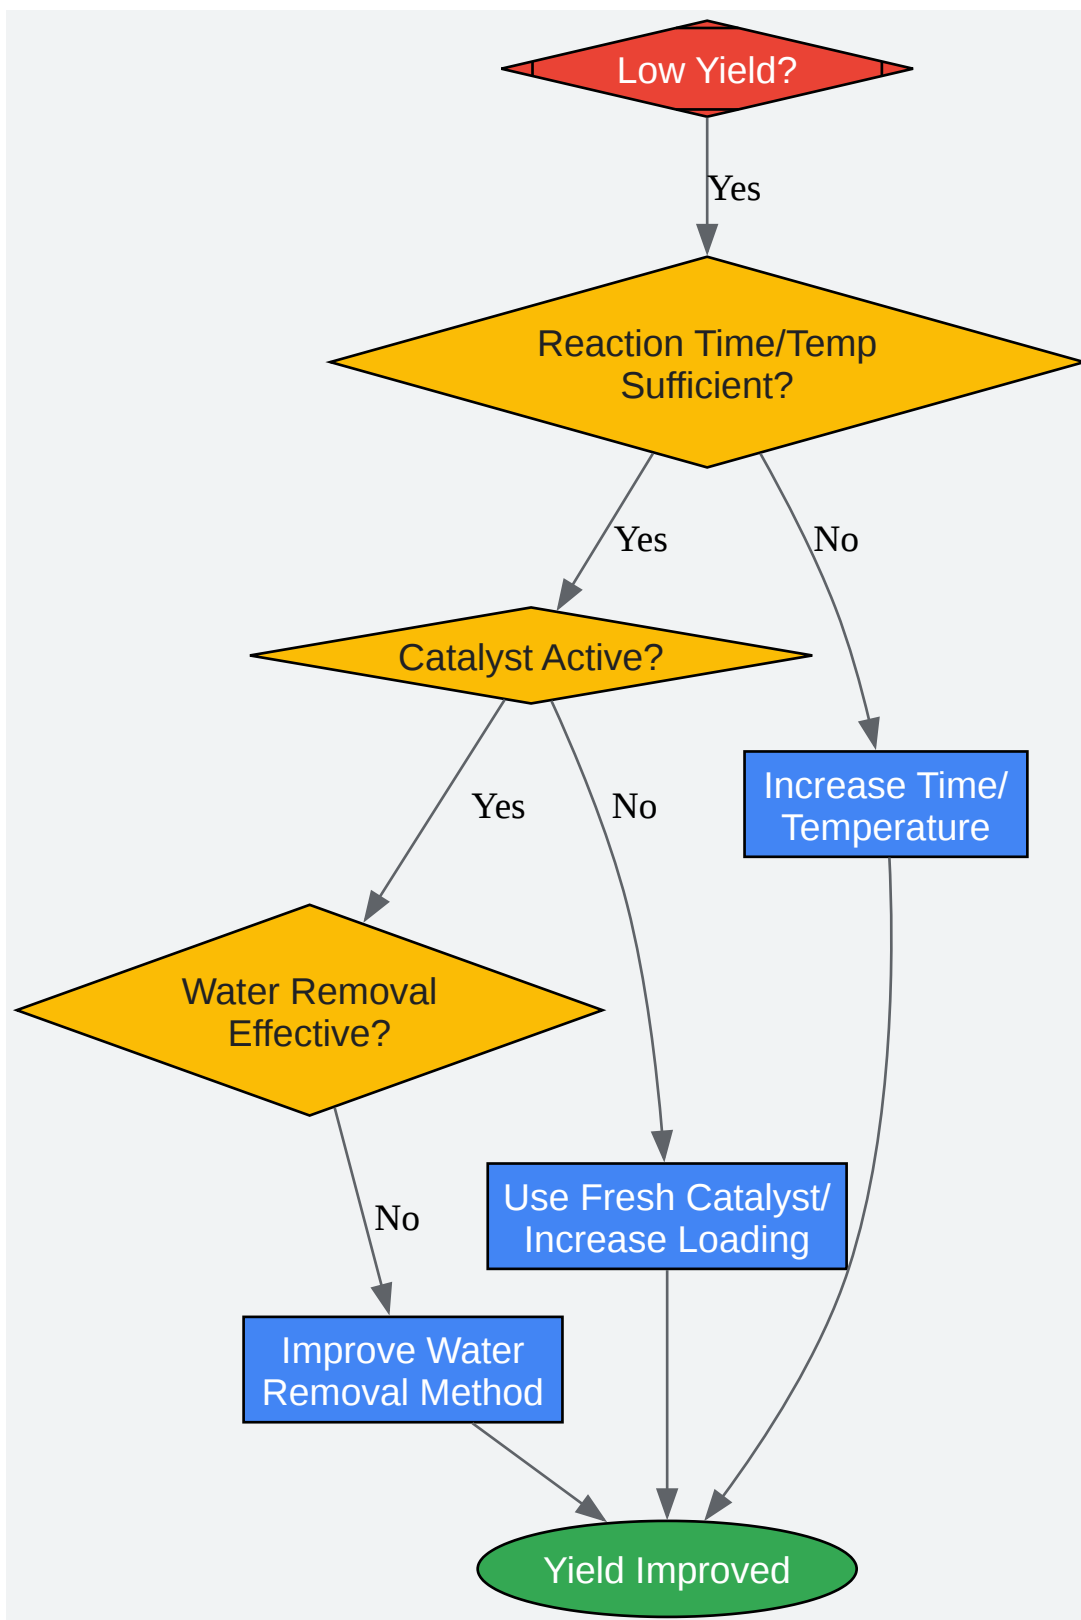 Low Yield?
Yes
Reaction Time/Temp
Sufficient?
Yes
No
Catalyst Active?
Increase Time/
Temperature
Yes
No
Water Removal
Effective?
Use Fresh Catalyst/
Increase Loading
No
Improve Water
Removal Method
Yield Improved